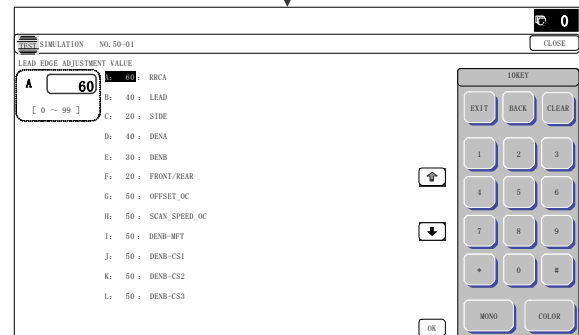 0
TEST SIMULATION NO. 50-01
CLOSE
LEAD EDGE ADJUSTMENT VALUE
A 60
[ 0 ~ 99 ]
A: 60 : RRCA
B: 40 : LEAD
C: 20 : SIDE
D: 40 : DENA
E: 30 : DENB
F: 20 : FRONT/REAR
G: 50 : OFFSET_OC
H: 50 : SCAN_SPEED_OC
I: 50 : DENB-MFT
J: 50 : DENB-CS1
K: 50 : DENB-CS2
L: 50 : DENB-CS3
OK
10KEY
EXIT BACK CLEAR
1 2 3
4 5 6
7 8 9
* 0 #
MONO COLOR